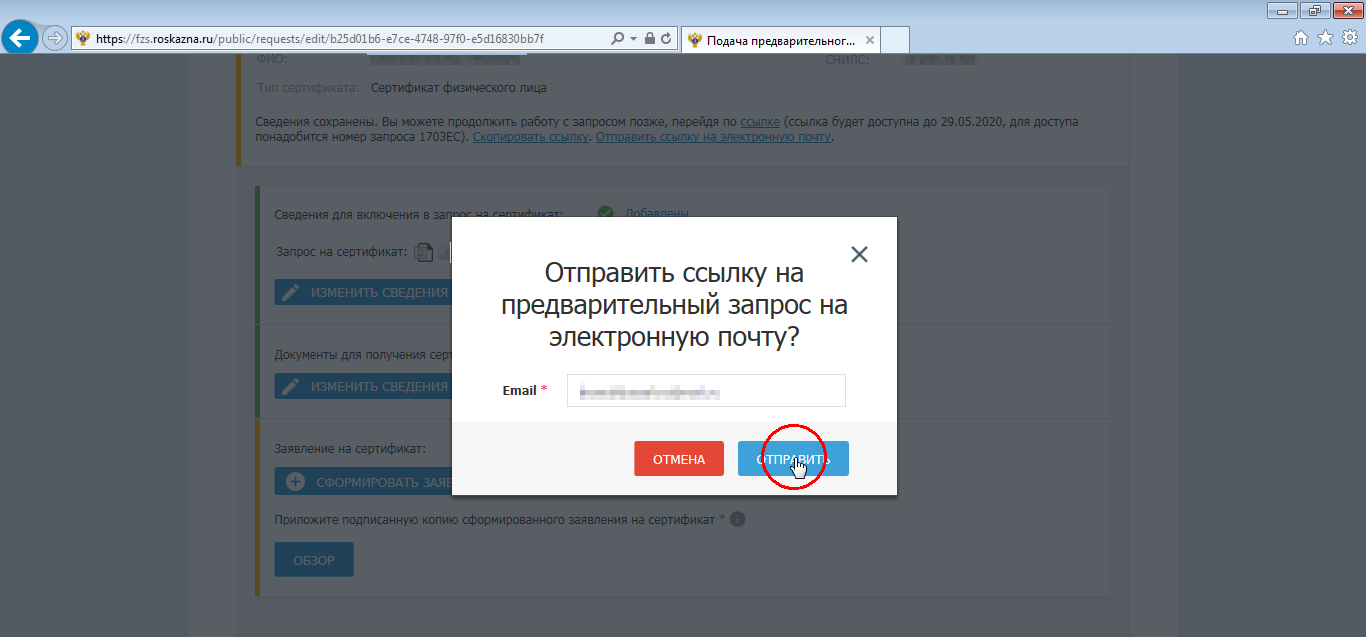 https://fzs.roskazna.ru/public/requests/edit/b25d01b6-e7ce-4748-97f0-e5d16830bb7f
Подача предварительног...
ФИО:
СНИЛС:
Тип сертификата: Сертификат физического лица
Сведения сохранены. Вы можете продолжить работу с запросом позже, перейдя по ссылке (ссылка будет доступна до 29.05.2020, для доступа
понадобится номер запроса 1703ЕС). Скопировать ссылку. Отправить ссылку на электронную почту.
Сведения для включения в запрос на сертификат: Добавлены
Запрос на сертификат:
ИЗМЕНИТЬ СВЕДЕНИЯ
Документы для получения серт
ИЗМЕНИТЬ СВЕДЕНИЯ
Заявление на сертификат:
СФОРМИРОВАТЬ ЗАЯВ
Приложите подписанную копию сформированного заявления на сертификат *
ОБЗОР
Отправить ссылку на
предварительный запрос на
электронную почту?
Email *
ОТМЕНА
ОТПРАВИТЬ